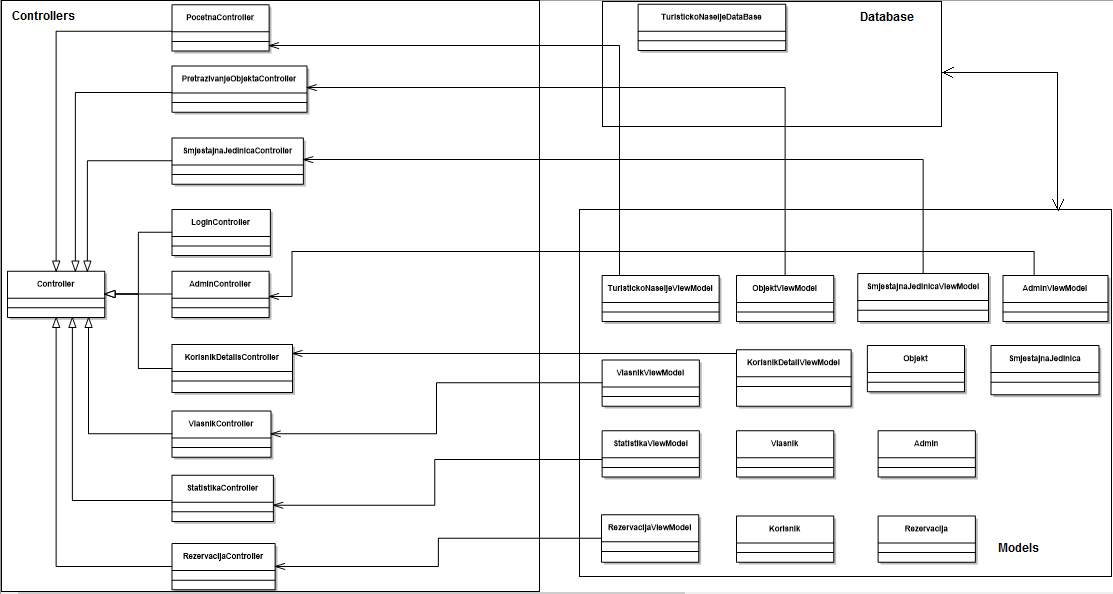 Controllers
PocetnaController
PretrazivanjeObjektaController
SmjestajnaJedinicaController
LoginController
Controller
AdminController
KorisnikDetailsController
VlasnikController
StatistikaController
RezervacijaController
TuristickoNaseljeDataBase
Database
TuristickoNaseljeViewModel
ObjektViewModel
SmjestajnaJedinicaViewModel
AdminViewModel
VlasnikViewModel
KorisnikDetailViewModel
Objekt
SmjestajnaJedinica
StatistikaViewModel
Vlasnik
Admin
RezervacijaViewModel
Korisnik
Rezervacija
Models